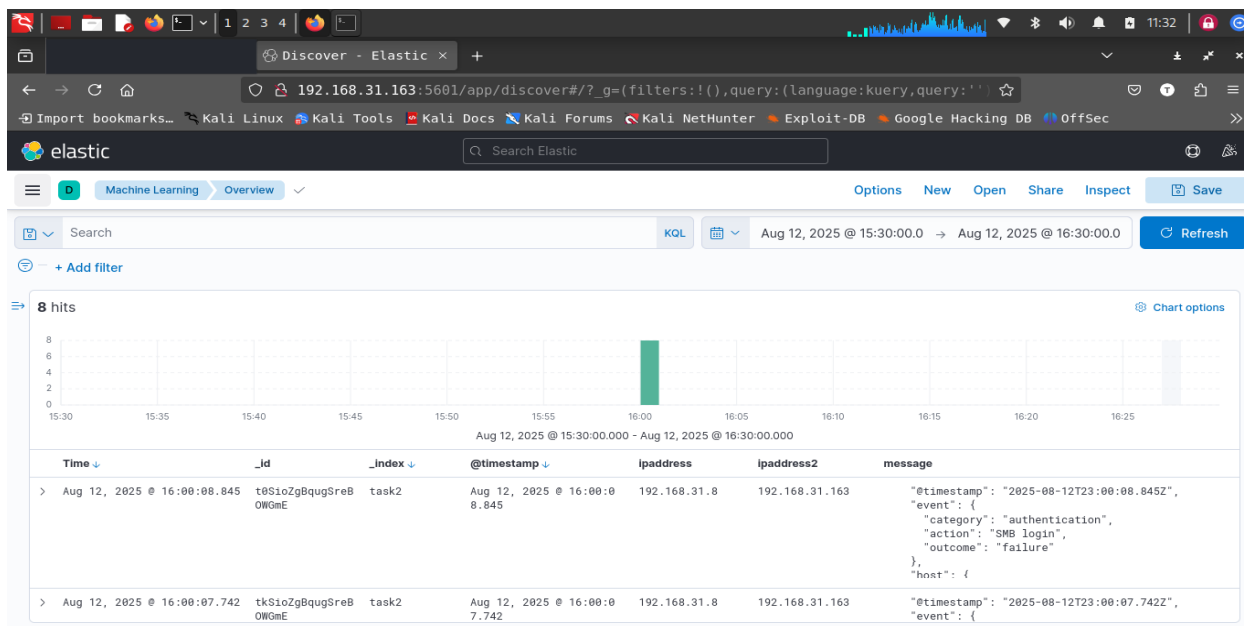 1 2 3 4
11:32
Discover - Elastic × +
192.168.31.163:5601/app/discover#/?_g=(filters:!(),query:(language:kuery,query:'')
Import bookmarks… Kali Linux Kali Tools Kali Docs Kali Forums Kali NetHunter Exploit-DB Google Hacking DB OffSec
elastic
Search Elastic
D Machine Learning Overview Options New Open Share Inspect Save
Search KQL Aug 12, 2025 @ 15:30:00.0 → Aug 12, 2025 @ 16:30:00.0 Refresh
+ Add filter
8 hits Chart options
8
6
4
2
0
15:30 15:35 15:40 15:45 15:50 15:55 16:00 16:05 16:10 16:15 16:20 16:25
Aug 12, 2025 @ 15:30:00.000 - Aug 12, 2025 @ 16:30:00.000
Time _id _index @timestamp ipaddress ipaddress2 message
Aug 12, 2025 @ 16:00:08.845 t0SioZgBqugSreB task2 Aug 12, 2025 @ 16:00:0 192.168.31.8 192.168.31.163 "@timestamp": "2025-08-12T23:00:08.845Z",
OWGmE 8.845 "event": {
"category": "authentication",
"action": "SMB login",
"outcome": "failure"
},
"host": {
Aug 12, 2025 @ 16:00:07.742 tkSioZgBqugSreB task2 Aug 12, 2025 @ 16:00:0 192.168.31.8 192.168.31.163 "@timestamp": "2025-08-12T23:00:07.742Z",
OWGmE 7.742 "event": {